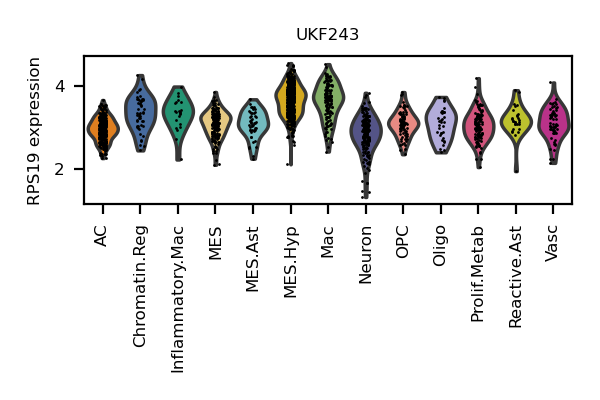 UKF243
RPS19 expression
4
2
AC
Chromatin.Reg
Inflammatory.Mac
MES
MES.Ast
MES.Hyp
Mac
Neuron
OPC
Oligo
Prolif.Metab
Reactive.Ast
Vasc